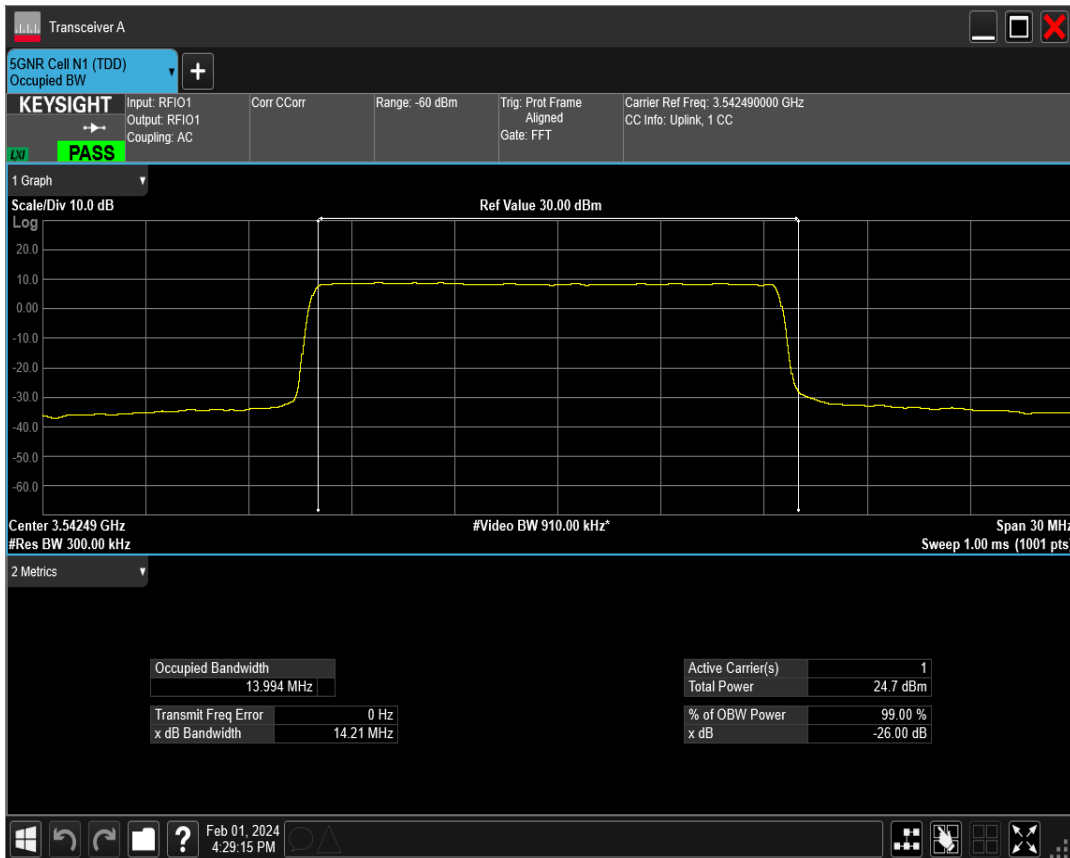 Transceiver A
5GNR Cell N1 (TDD)
Occupied BW
+
KEYSIGHT
LXI
PASS
Input: RFIO1
Output: RFIO1
Coupling: AC
Corr CCorr
Range: -60 dBm
Trig: Prot Frame
Aligned
Gate: FFT
Carrier Ref Freq: 3.542490000 GHz
CC Info: Uplink, 1 CC
1 Graph
Scale/Div 10.0 dB
Ref Value 30.00 dBm
Log
20.0
10.0
0.00
-10.0
-20.0
-30.0
-40.0
-50.0
-60.0
Center 3.54249 GHz
#Video BW 910.00 kHz*
Span 30 MHz
#Res BW 300.00 kHz
Sweep 1.00 ms (1001 pts)
2 Metrics
Occupied Bandwidth
13.994 MHz
Transmit Freq Error 0 Hz
x dB Bandwidth 14.21 MHz
Active Carrier(s) 1
Total Power 24.7 dBm
% of OBW Power 99.00 %
x dB -26.00 dB
?
Feb 01, 2024
4:29:15 PM